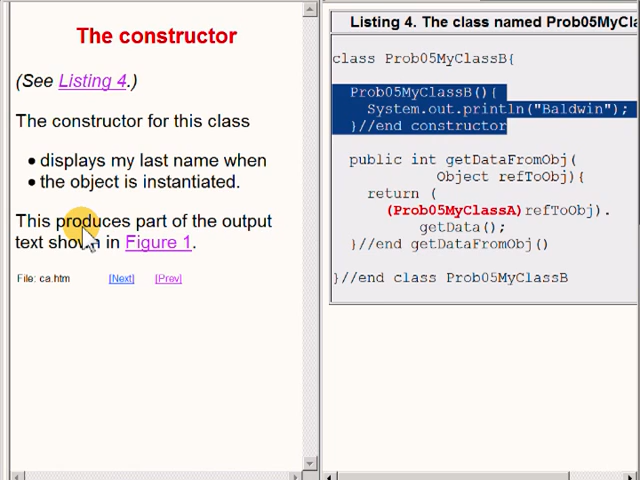 The constructor
(See Listing 4.)
The constructor for this class
• displays my last name when
• the object is instantiated.
This produces part of the output
text shown in Figure 1.
File: ca.htm [Next] [Prev]
Listing 4. The class named Prob05MyCla
class Prob05MyClassB{
Prob05MyClassB(){
System.out.println("Baldwin");
}//end constructor
public int getDataFromObj(
Object refToObj){
return (
(Prob05MyClassA)refToObj).
getData();
}//end getDataFromObj()
}//end class Prob05MyClassB